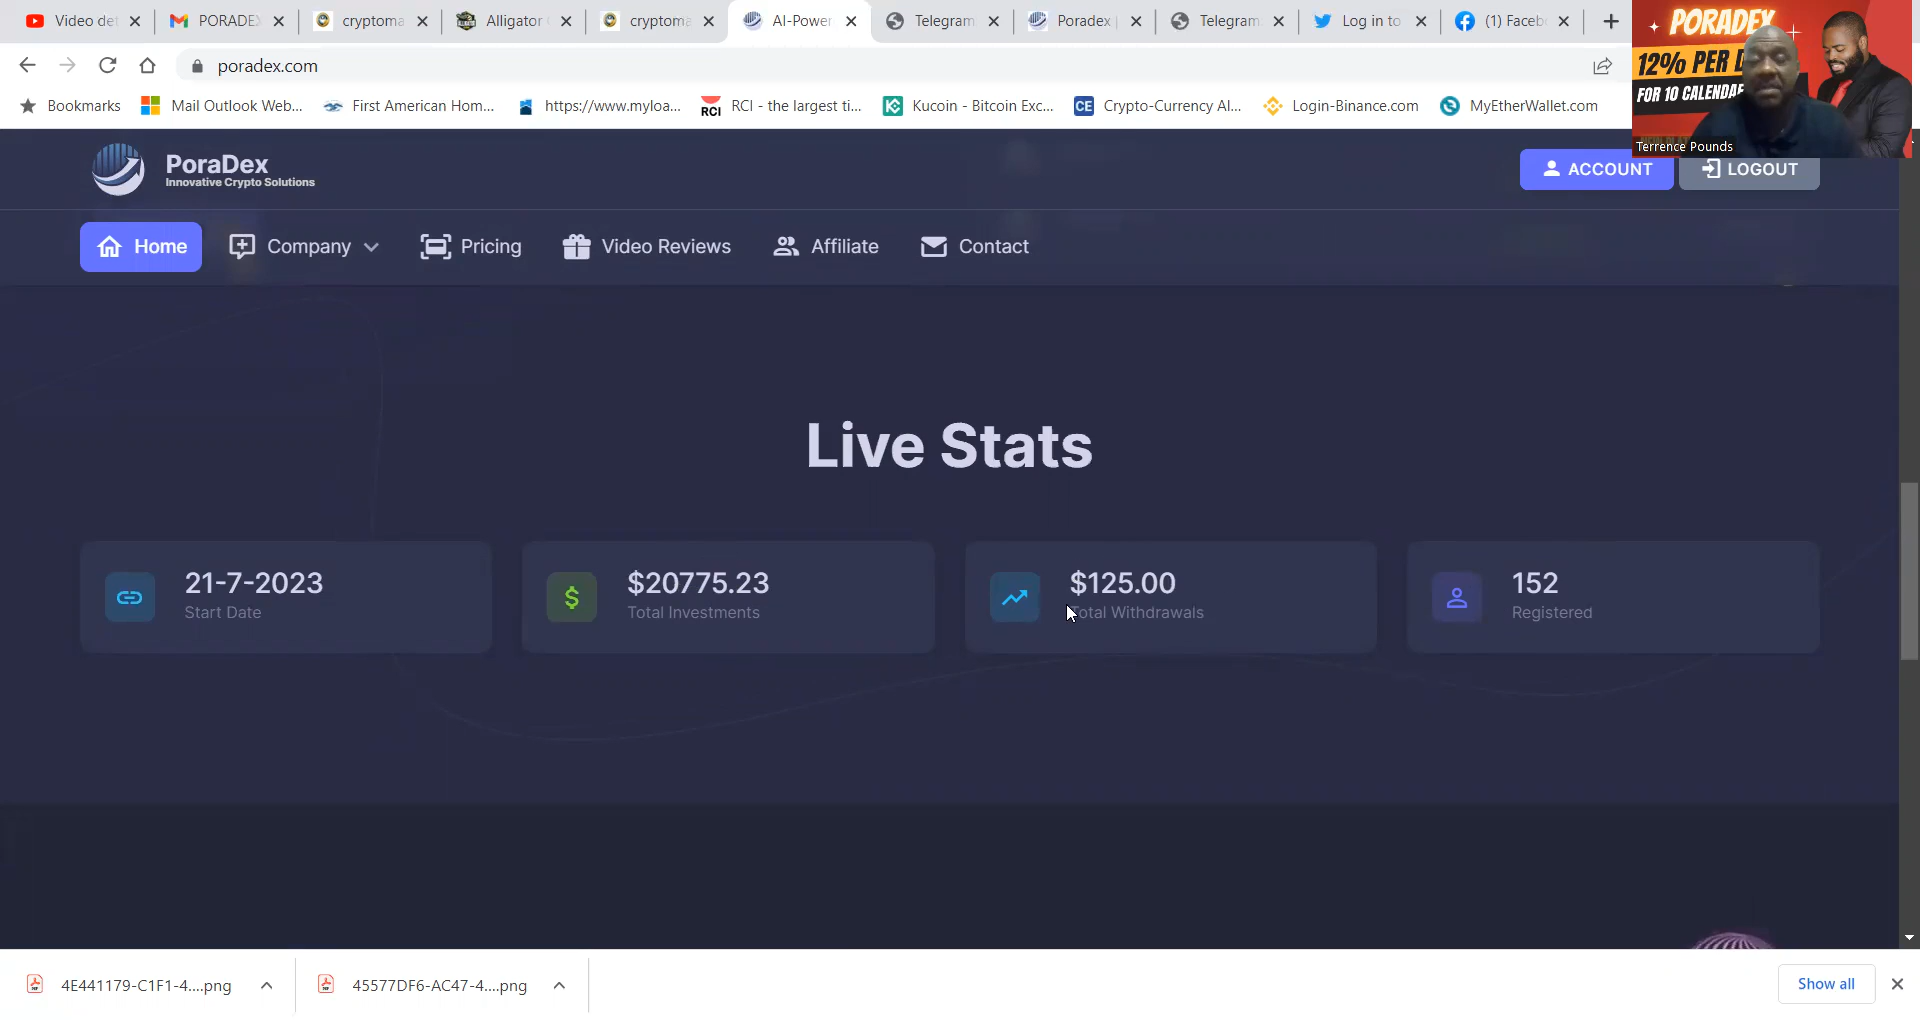 Video det
PORADEX
cryptoma
Alligator
cryptoma
AI-Power
Telegram
Poradex
Telegram
Log in to
(1) Faceb
poradex.com
Bookmarks
Mail Outlook Web...
First American Hom...
https://www.myloa...
RCI
RCI - the largest ti...
Kucoin - Bitcoin Exc...
CE
Crypto-Currency Al...
Login-Binance.com
MyEtherWallet.com
PORADEX
12% PER D
FOR 10 CALENDAR
Terrence Pounds
PoraDex
Innovative Crypto Solutions
ACCOUNT
LOGOUT
Home
Company
Pricing
Video Reviews
Affiliate
Contact
Live Stats
21-7-2023
Start Date
$20775.23
Total Investments
$125.00
Total Withdrawals
152
Registered
4E441179-C1F1-4....png
45577DF6-AC47-4....png
Show all